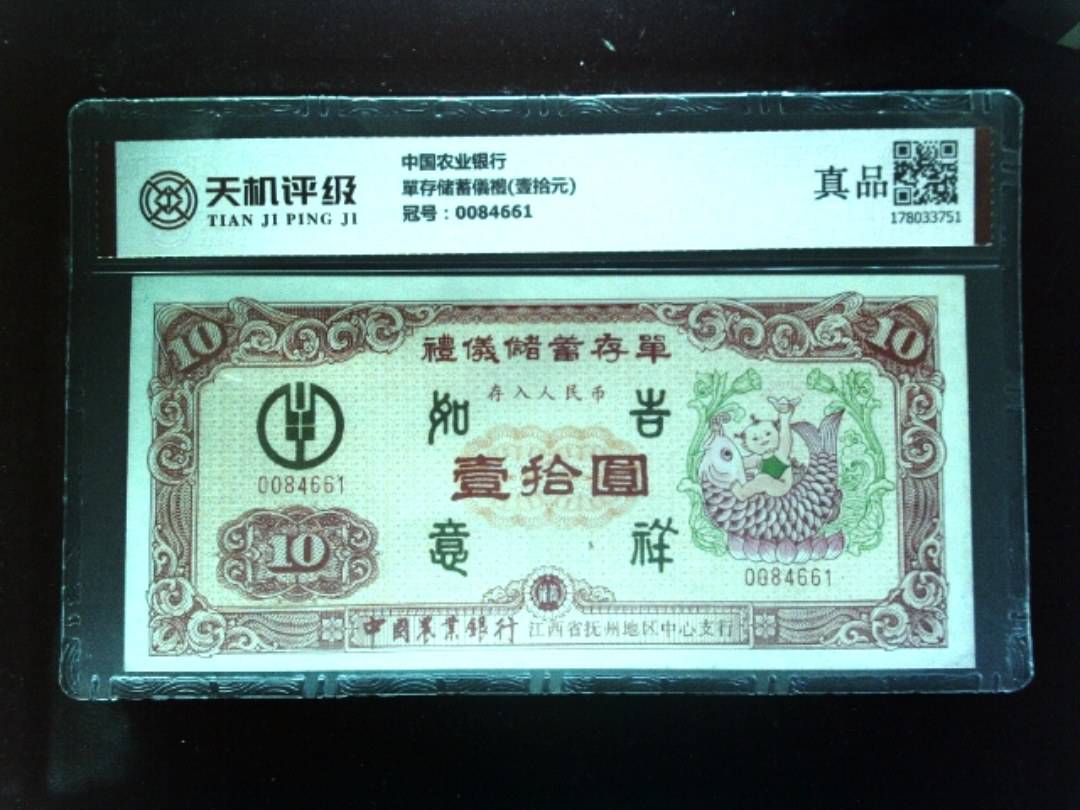 天机评级
TIAN JI PING JI
中国农业银行
單存储蓄儀禮(壹拾元)
冠号：0084661
真品
178033751
10
10
禮儀儲蓄存單
存入人民币
如 吉
壹拾圓
意 祥
0084661
10
0084661
中國農業銀行 江西省抚州地区中心支行